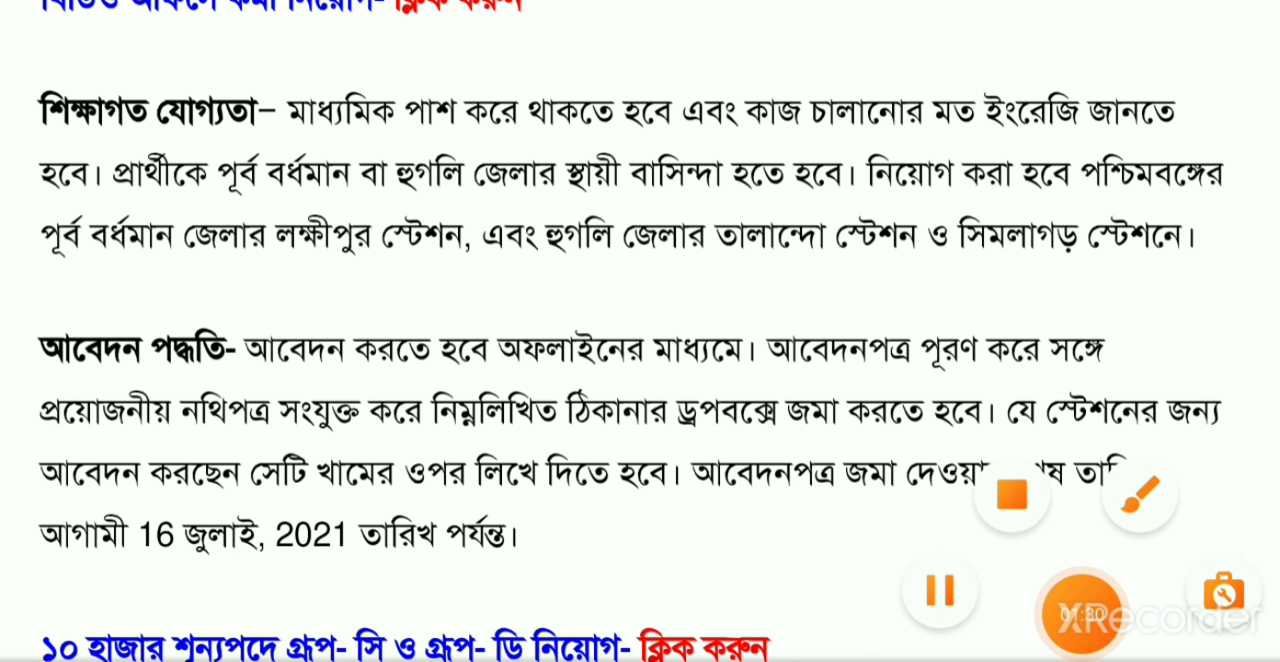 শিক্ষাগত যোগ্যতা– মাধ্যমিক পাশ করে থাকতে হবে এবং কাজ চালানোর মত ইংরেজি জানতে
হবে। প্রার্থীকে পূর্ব বর্ধমান বা হুগলি জেলার স্থায়ী বাসিন্দা হতে হবে। নিয়োগ করা হবে পশ্চিমবঙ্গের
পূর্ব বর্ধমান জেলার লক্ষীপুর স্টেশন, এবং হুগলি জেলার তালান্দো স্টেশন ও সিমলাগড় স্টেশনে।
আবেদন পদ্ধতি- আবেদন করতে হবে অফলাইনের মাধ্যমে। আবেদনপত্র পূরণ করে সঙ্গে
প্রয়োজনীয় নথিপত্র সংযুক্ত করে নিম্নলিখিত ঠিকানার ড্রপবক্সে জমা করতে হবে। যে স্টেশনের জন্য
আবেদন করছেন সেটি খামের ওপর লিখে দিতে হবে। আবেদনপত্র জমা
আগামী 16 জুলাই, 2021 তারিখ পর্যন্ত।
01:30
XRecorder
১০ হাজার শূন্যপদে গ্রূপ- সি ও গ্রূপ- ডি নিয়োগ- ক্লিক করুন